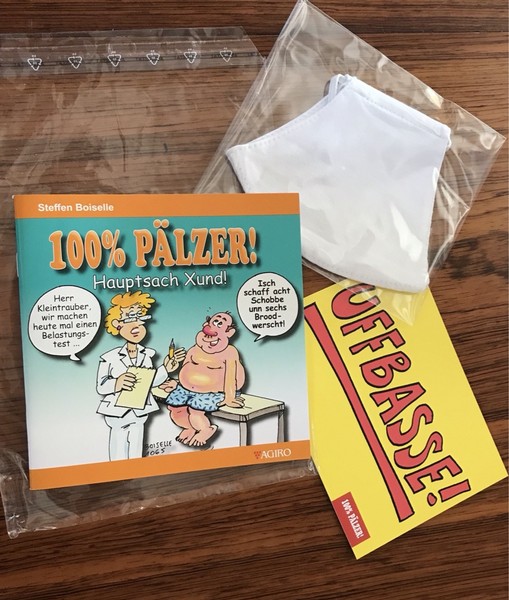 Steffen Boiselle
100% PÄLZER!
Hauptsach Xund!
Herr
Kleintrauber,
wir machen
heute mal einen
Belastungs-
test ...
Isch
schaff acht
Schobbe
unn sechs
Brood-
werscht!
BOISELLE
AGIRO
UFFBASSE!
100% PÄLZER!